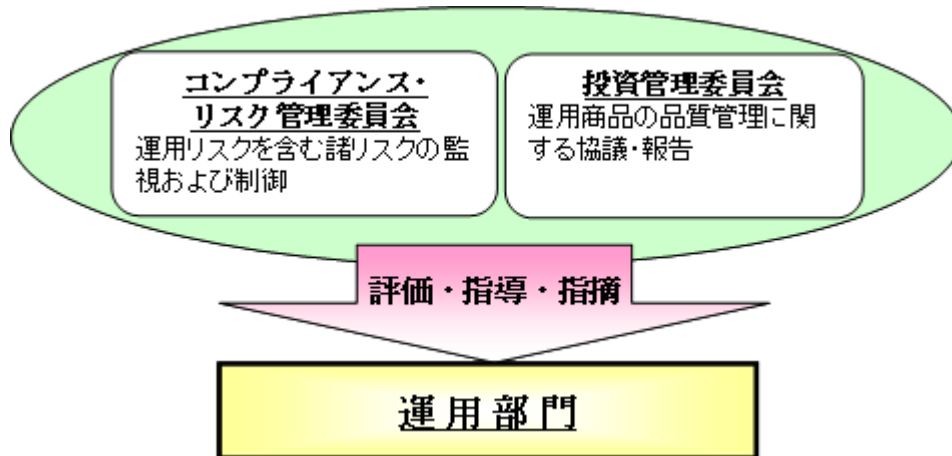 コンプライアンス・
リスク管理委員会
運用リスクを含む諸リスクの監
視および制御
投資管理委員会
運用商品の品質管理に関
する協議・報告
評価・指導・指摘
運用部門